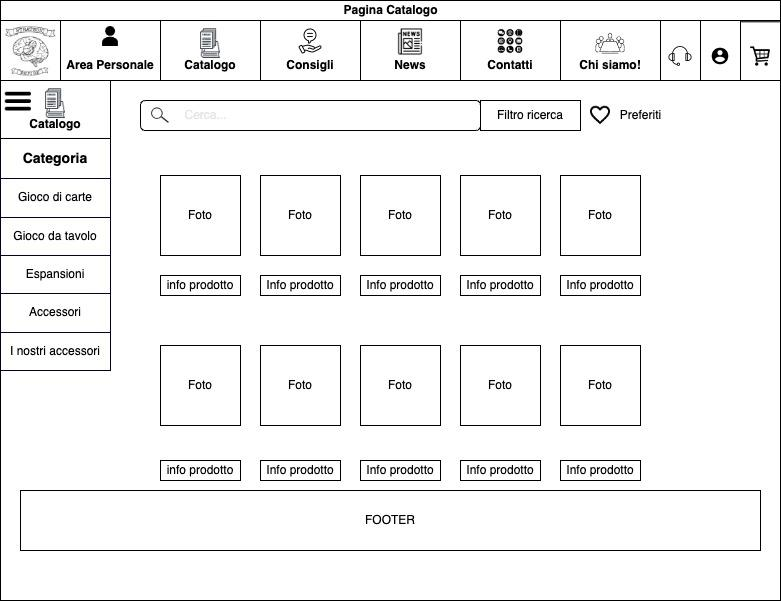 Pagina Catalogo
Area Personale
Catalogo
Consigli
NEWS
News
Contatti
Chi siamo!
Catalogo
Cerca...
Filtro ricerca
Preferiti
Categoria
Gioco di carte
Gioco da tavolo
Espansioni
Accessori
I nostri accessori
Foto Foto Foto Foto Foto
info prodotto Info prodotto Info prodotto Info prodotto Info prodotto
Foto Foto Foto Foto Foto
info prodotto Info prodotto Info prodotto Info prodotto Info prodotto
FOOTER